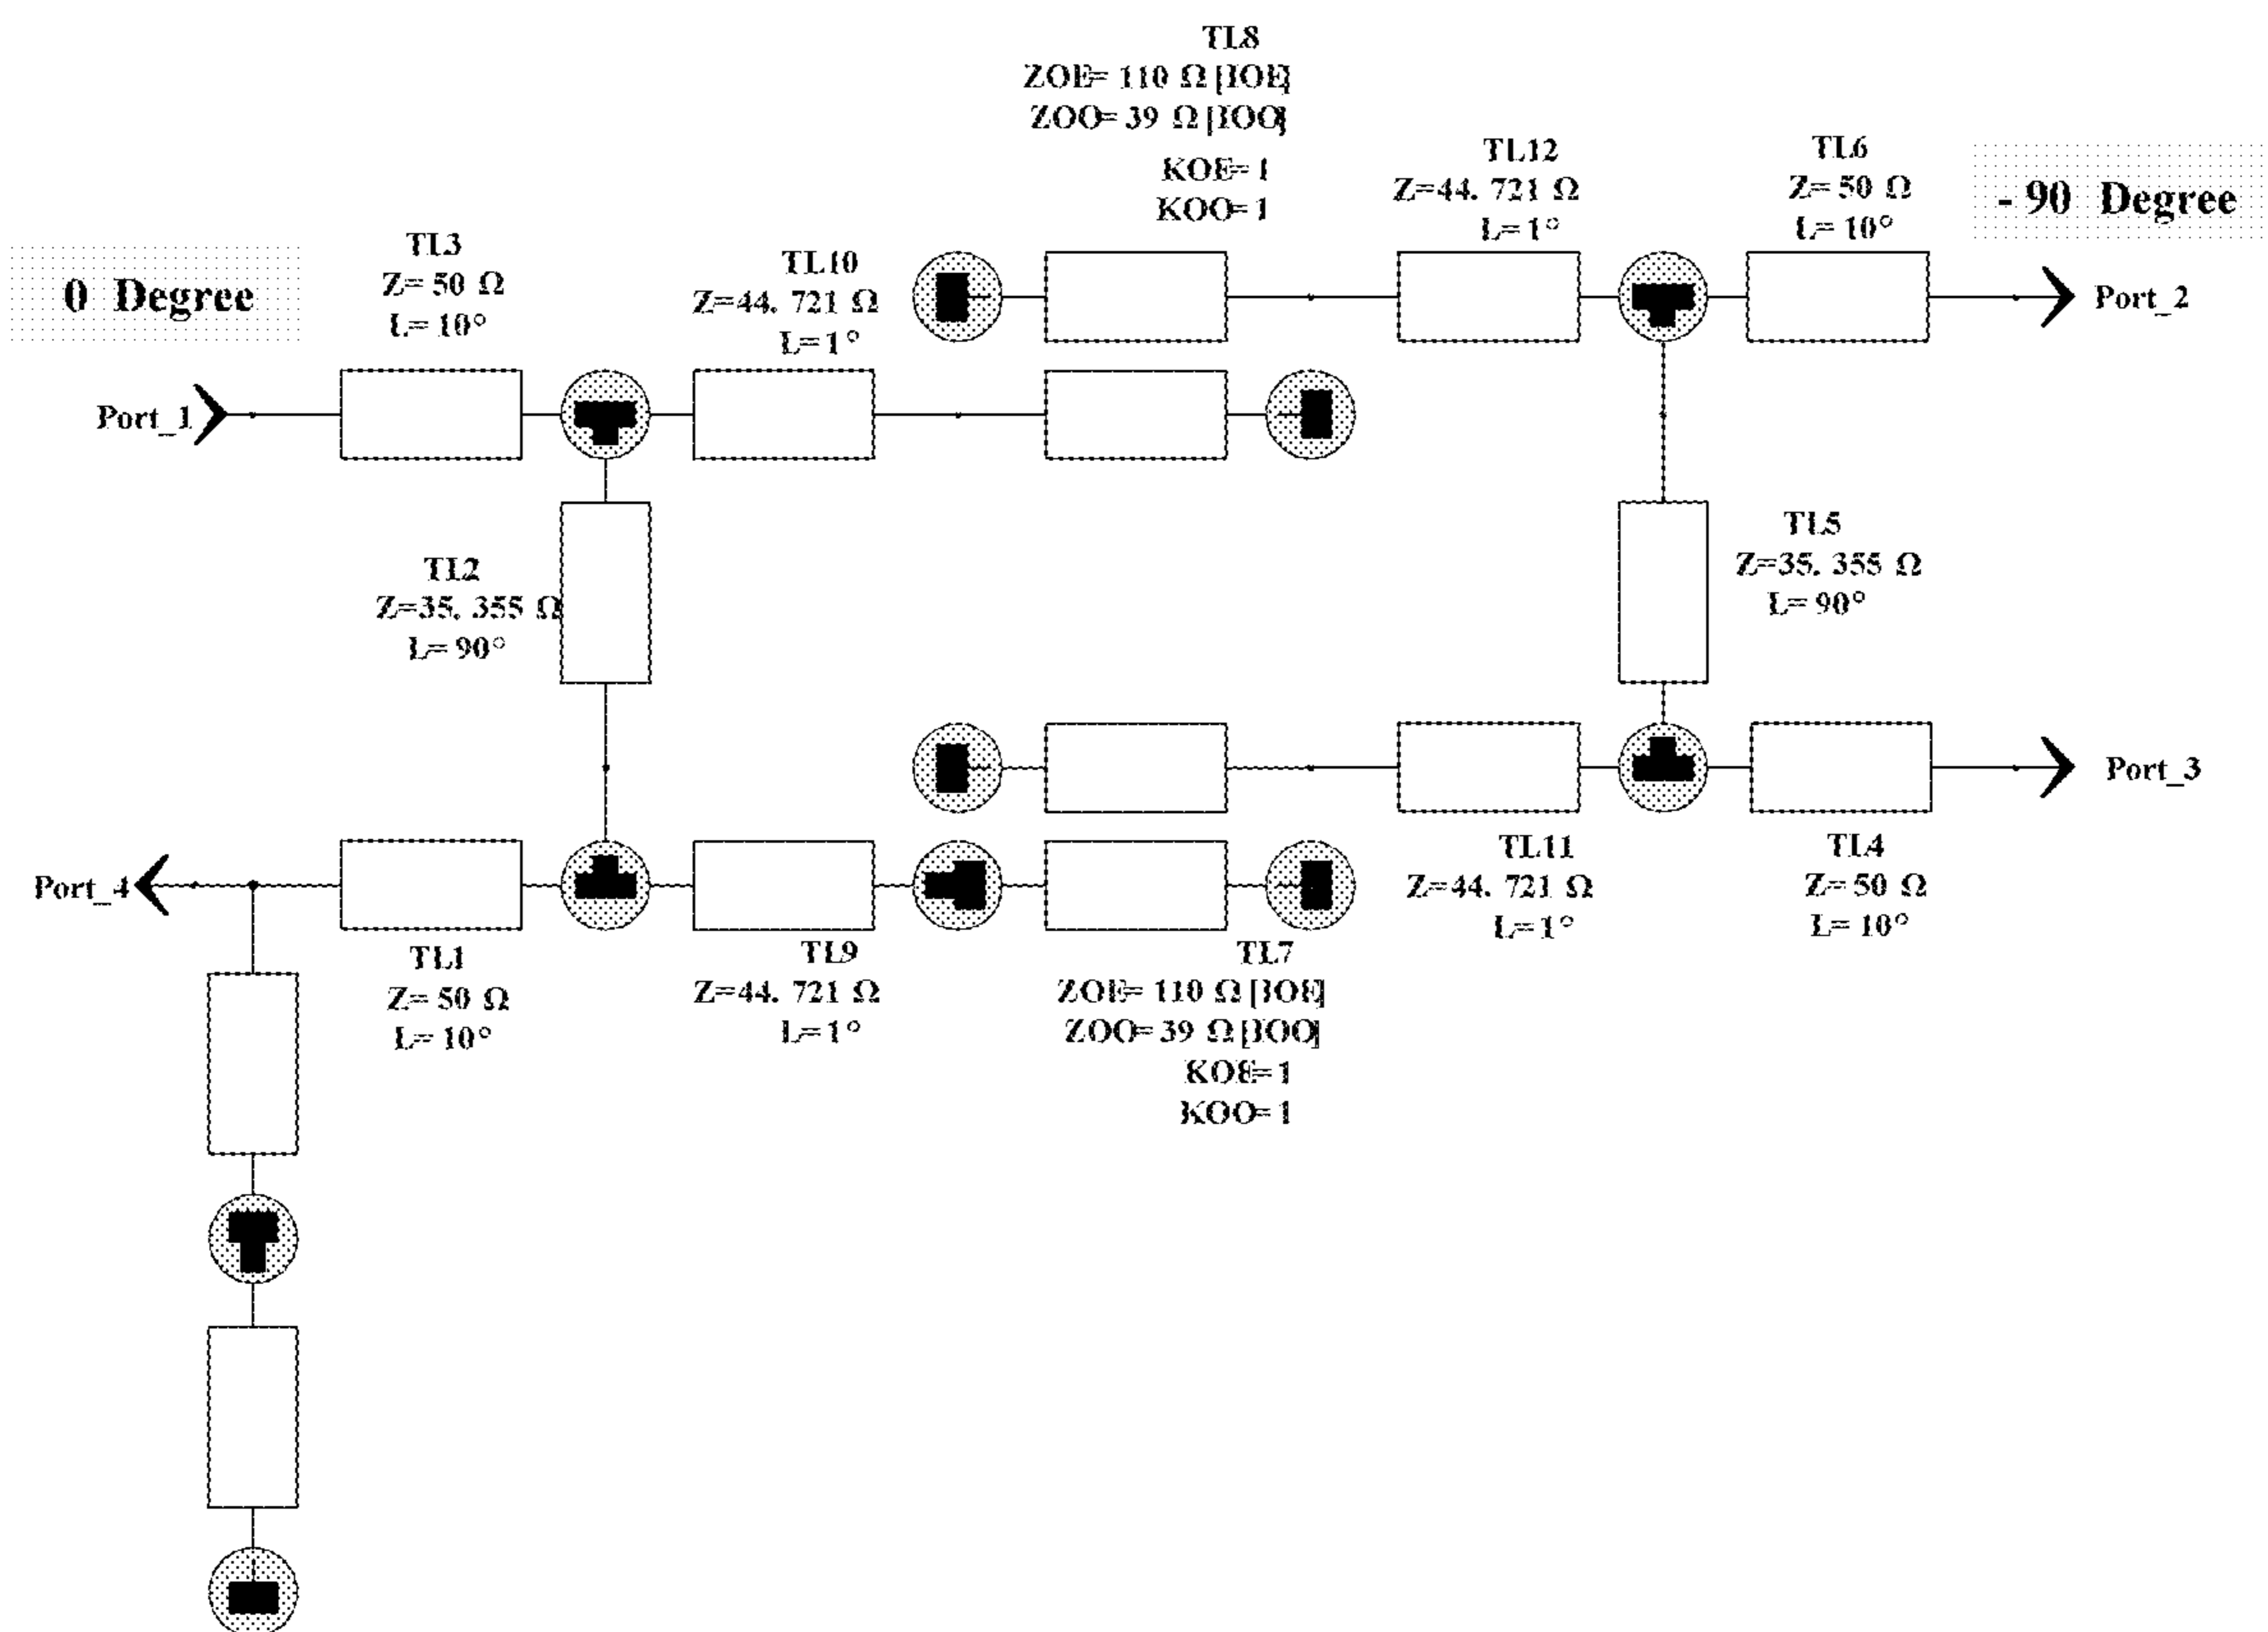 TL8
ZOE= 110 Ω [IOE]
ZOO= 39 Ω [IOO]
KOE= 1
KOO= 1
TL12
Z=44. 721 Ω
L= 1°
TL6
Z= 50 Ω
L= 10°
- 90 Degree
0 Degree
TL3
Z= 50 Ω
L= 10°
TL10
Z=44. 721 Ω
L= 1°
Port_2
Port_1
TL2
Z=35. 355 Ω
L= 90°
TL5
Z=35. 355 Ω
L= 90°
Port_3
Port_4
TL11
Z=44. 721 Ω
L= 1°
TL4
Z= 50 Ω
L= 10°
TL1
Z= 50 Ω
L= 10°
TL9
Z=44. 721 Ω
L= 1°
TL7
ZOE= 110 Ω
ZOO= 39 Ω
KOE= 1
KOO= 1